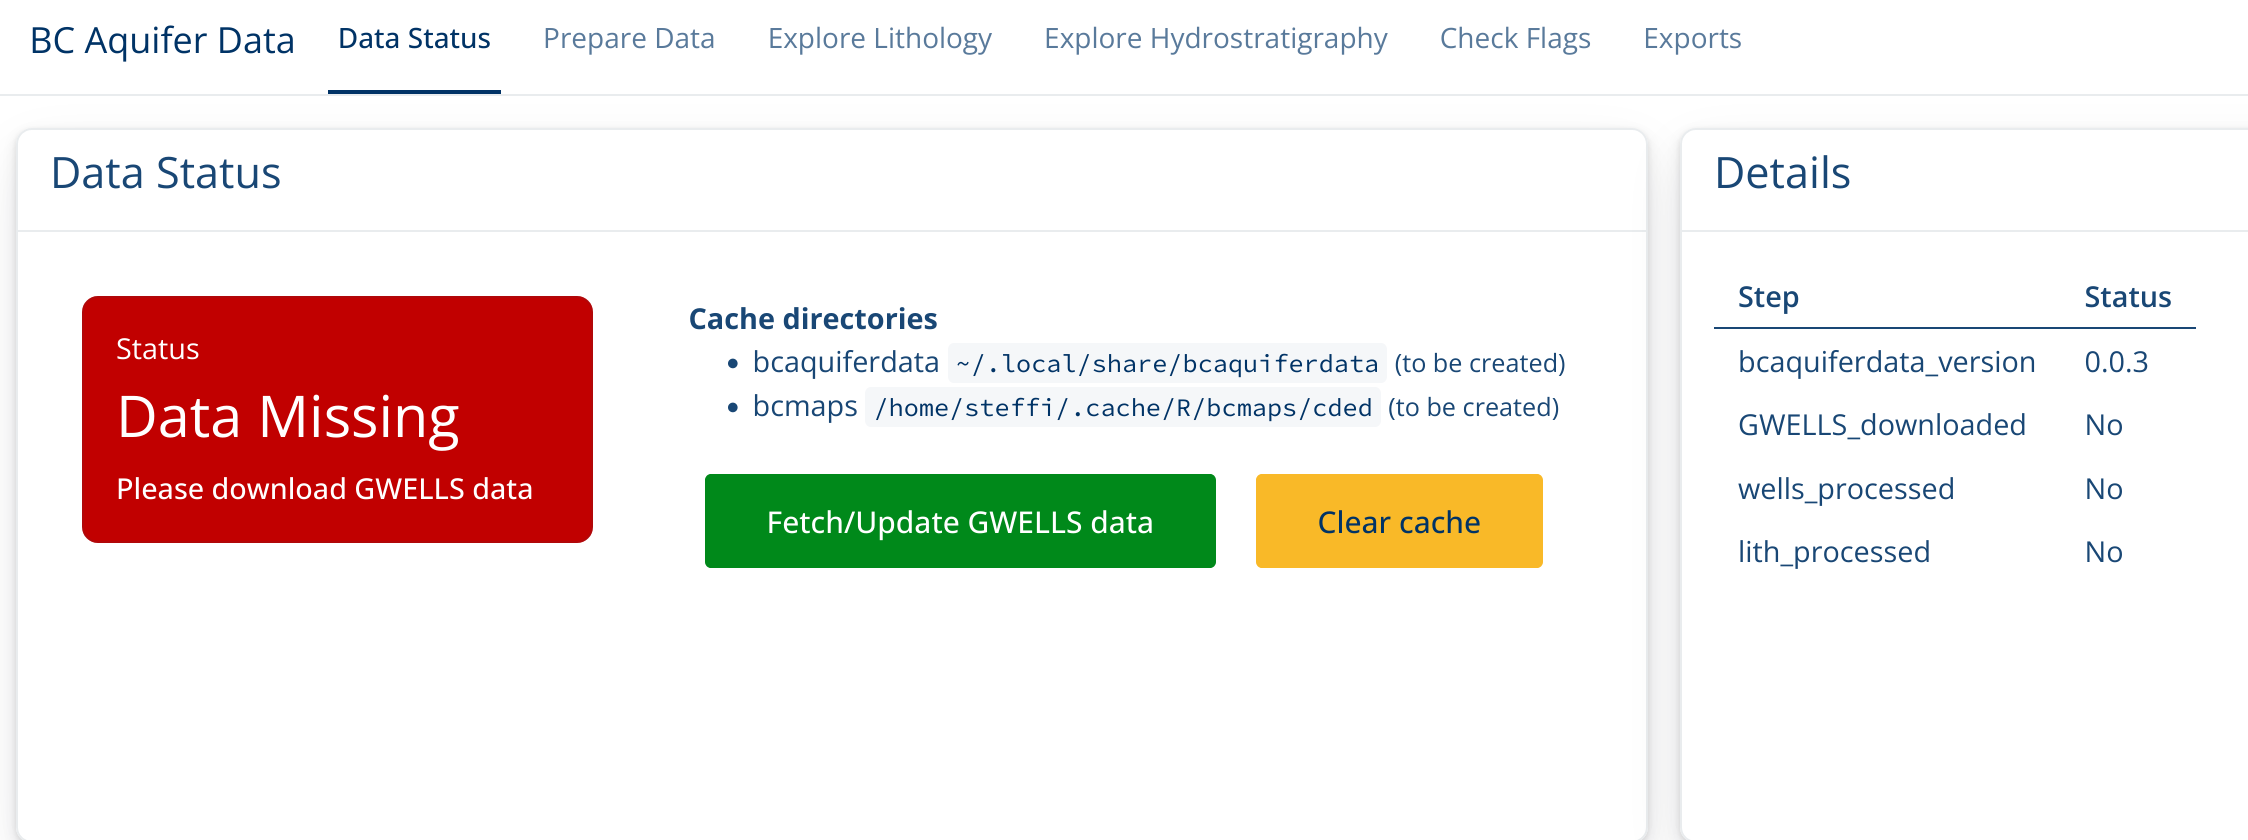 BC Aquifer Data Data Status Prepare Data Explore Lithology Explore Hydrostratigraphy Check Flags Exports
Data Status
Status
Data Missing
Please download GWELLS data
Cache directories
• bcaquiferdata ~/.local/share/bcaquiferdata (to be created)
• bcmaps /home/steffi/.cache/R/bcmaps/cded (to be created)
Fetch/Update GWELLS data Clear cache
Details
Step Status
bcaquiferdata_version 0.0.3
GWELLS_downloaded No
wells_processed No
lith_processed No